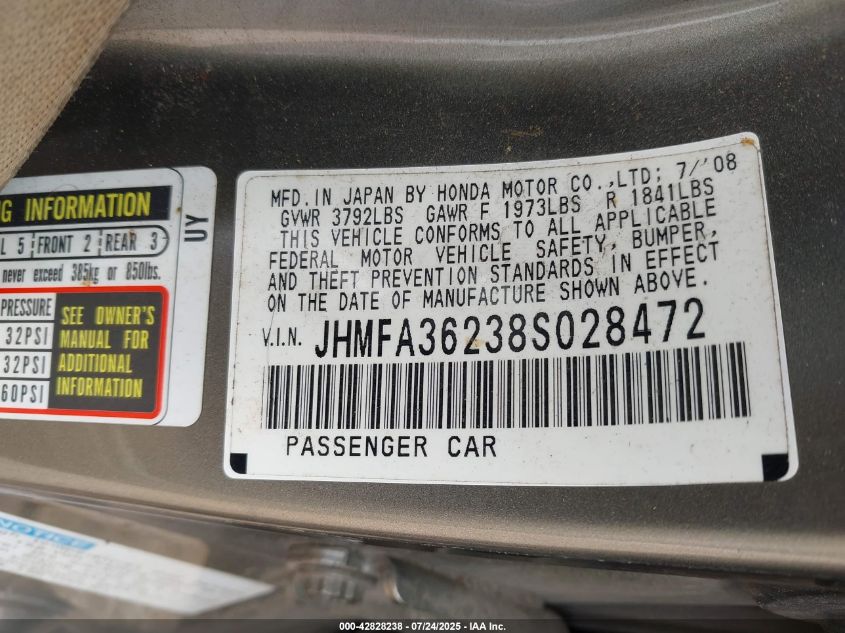 NG INFORMATION
L 5 FRONT 2 REAR 3
never exceed 385kg or 850lbs.
PRESSURE
32PSI
32PSI
60PSI
SEE OWNER'S
MANUAL FOR
ADDITIONAL
INFORMATION
UY
MFD. IN JAPAN BY HONDA MOTOR CO., LTD; 7/'08
GVWR 3792LBS GAWR F 1973LBS R 1841LBS
THIS VEHICLE CONFORMS TO ALL APPLICABLE
FEDERAL MOTOR VEHICLE SAFETY, BUMPER,
AND THEFT PREVENTION STANDARDS IN EFFECT
ON THE DATE OF MANUFACTURE SHOWN ABOVE.
V.I.N. JHMFA36238S028472
PASSENGER CAR
NOTICE
000-42828238 - 07/24/2025 - IAA Inc.